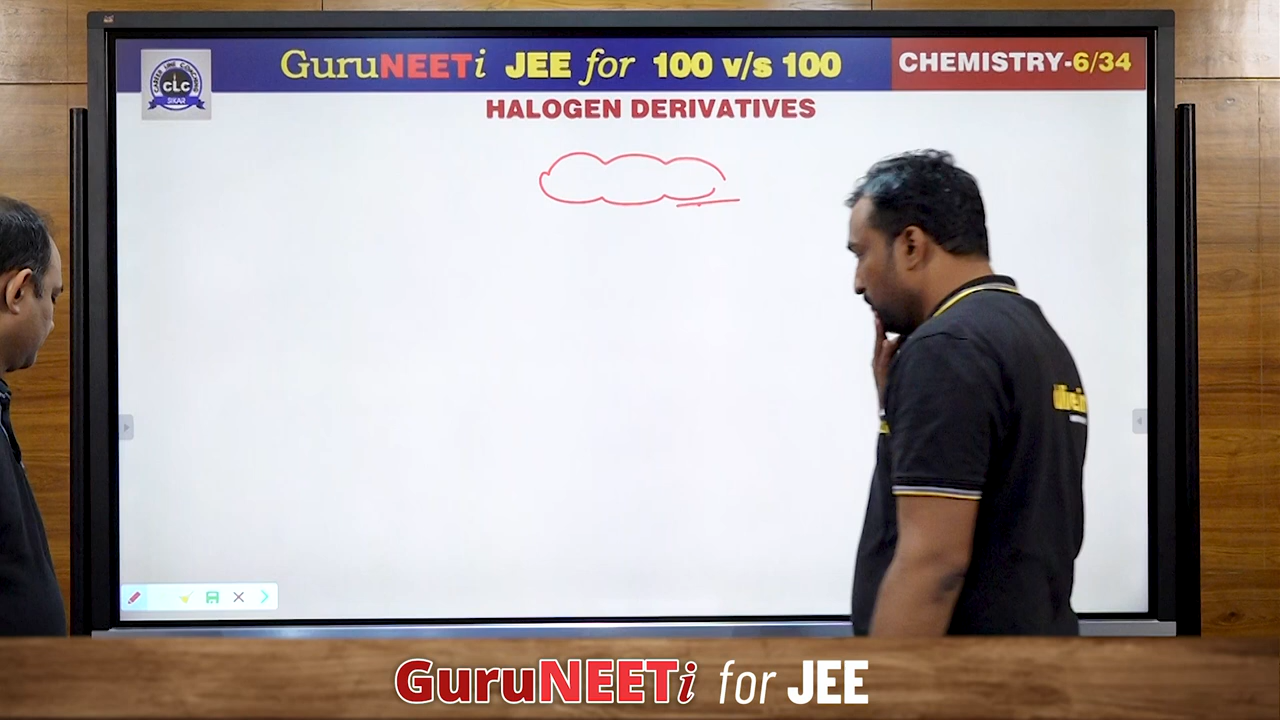 GuruNEETi JEE for 100 v/s 100
CHEMISTRY-6/34
CLC
SIKAR
HALOGEN DERIVATIVES
GuruNEETi for JEE